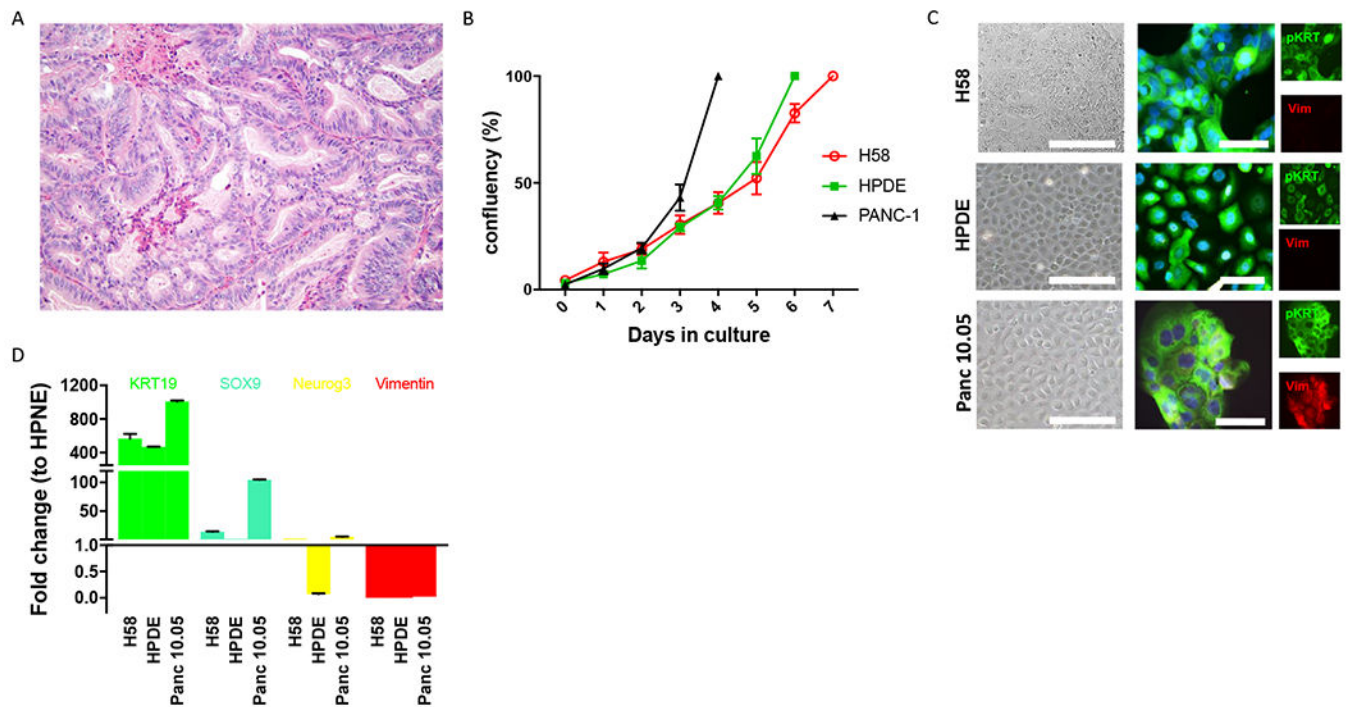 A
B
confluency (%)
100
50
0
0 1 2 3 4 5 6 7
Days in culture
H58
HPDE
PANC-1
C
H58
pKRT
Vim
HPDE
pKRT
Vim
Panc 10.05
pKRT
Vim
D
Fold change (to HPNE)
KRT19 SOX9 Neurog3 Vimentin
1200
800
400
100
50
1.0
0.5
0.0
H58 HPDE Panc 10.05 H58 HPDE Panc 10.05 H58 HPDE Panc 10.05 H58 HPDE Panc 10.05